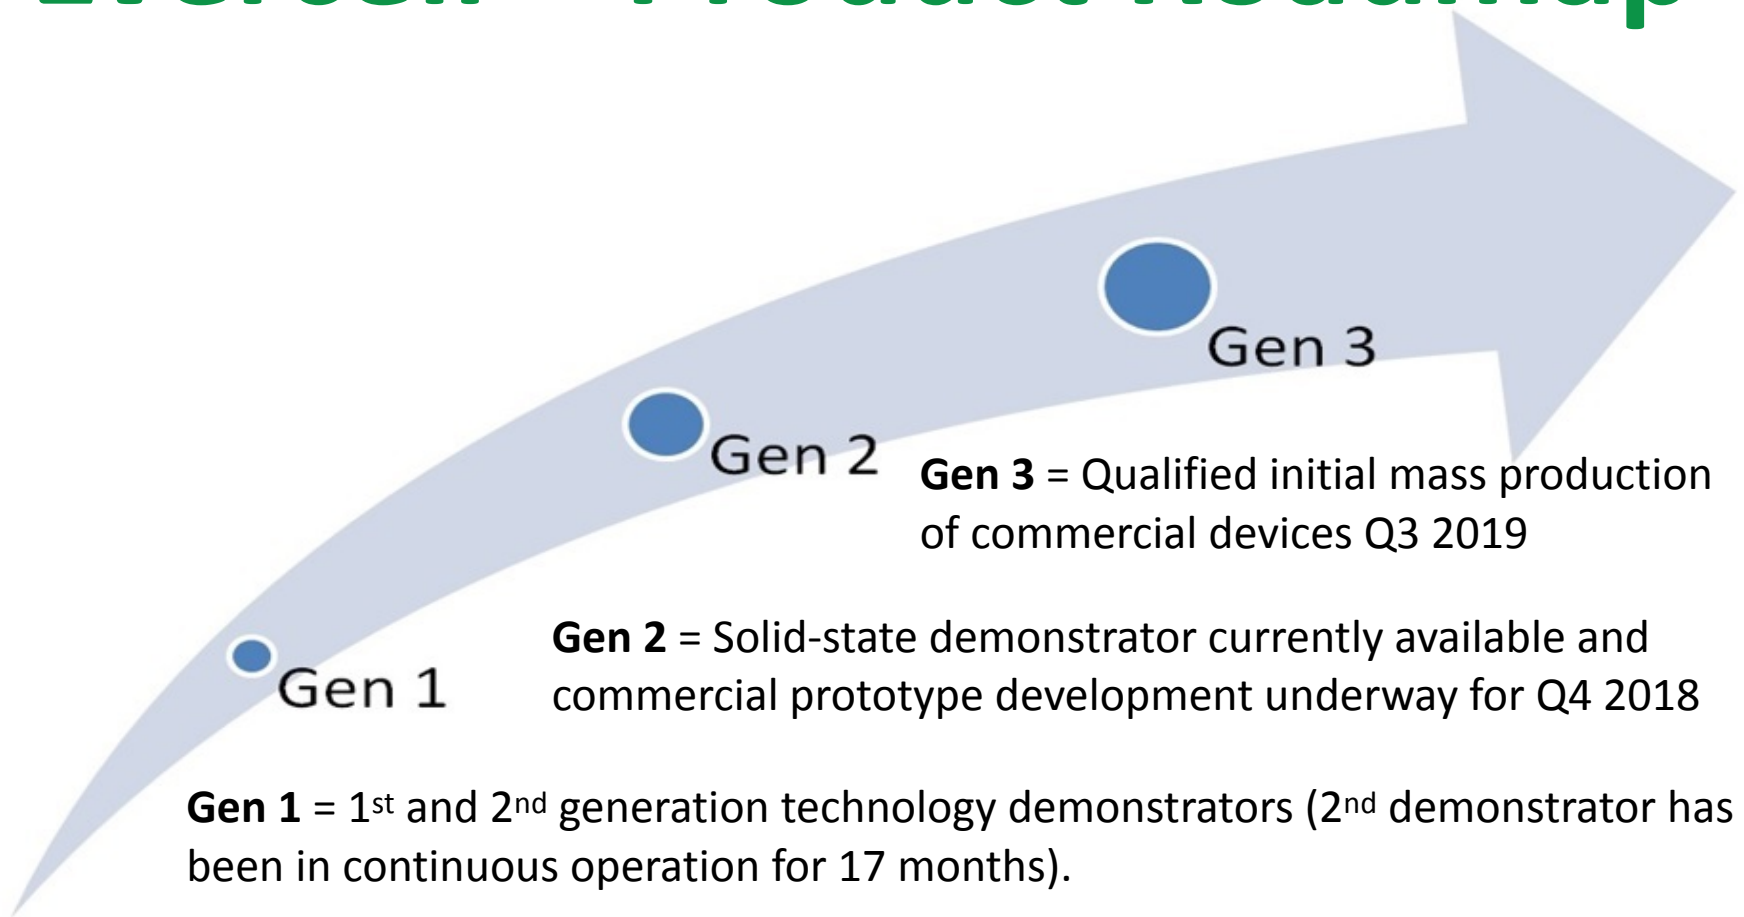 Product Roadmap
Gen 3
Gen 2
Gen 3 = Qualified initial mass production
of commercial devices Q3 2019
Gen 1
Gen 2 = Solid-state demonstrator currently available and
commercial prototype development underway for Q4 2018
Gen 1 = 1st and 2nd generation technology demonstrators (2nd demonstrator has
been in continuous operation for 17 months).